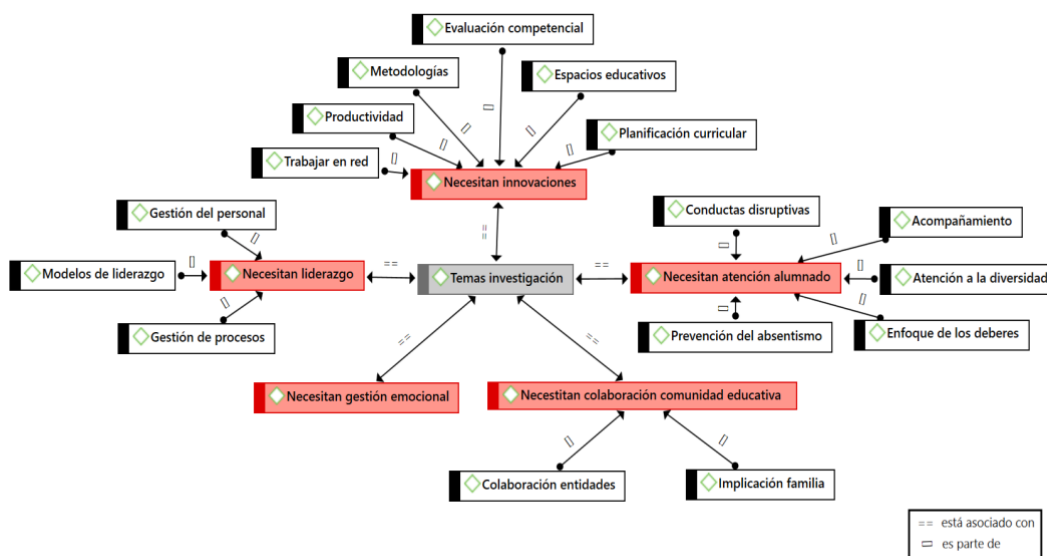 Evaluación competencial
Metodologías
Espacios educativos
Productividad
Planificación curricular
Trabajar en red
Necesitan innovaciones
Gestión del personal
Conductas disruptivas
Acompañamiento
==
Modelos de liderazgo
Necesitan liderazgo
==
Temas investigación
==
Necesitan atención alumnado
Atención a la diversidad
Gestión de procesos
Prevención del absentismo
Enfoque de los deberes
==
==
Necesitan gestión emocional
Necestitan colaboración comunidad educativa
Colaboración entidades
Implicación familia
== está asociado con
[] es parte de